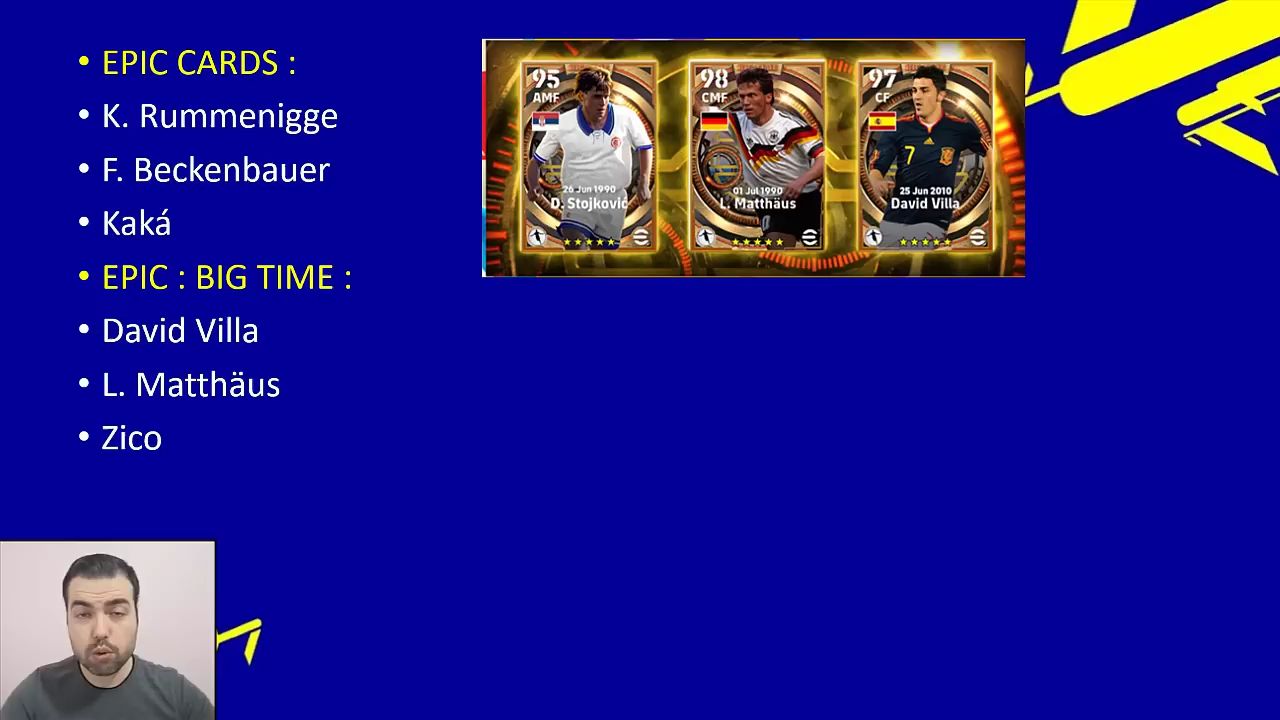 EPIC CARDS :
K. Rummenigge
F. Beckenbauer
Kaká
EPIC : BIG TIME :
David Villa
L. Matthäus
Zico
95
AMF
26 Jun 1990
D. Stojković
98
CMF
01 Jul 1990
L. Matthäus
97
CF
7
25 Jun 2010
David Villa